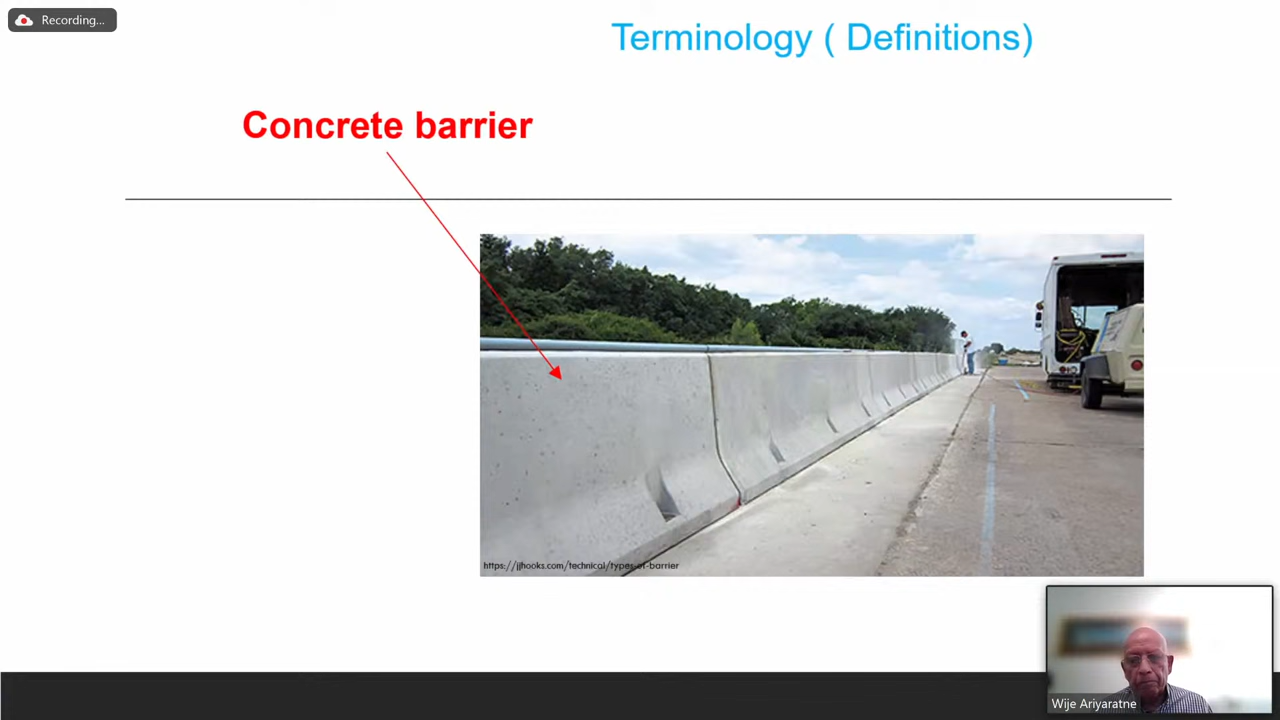 Recording...
Terminology ( Definitions)
Concrete barrier
https://jjhooks.com/technical/types-of-barrier
Wije Ariyaratne